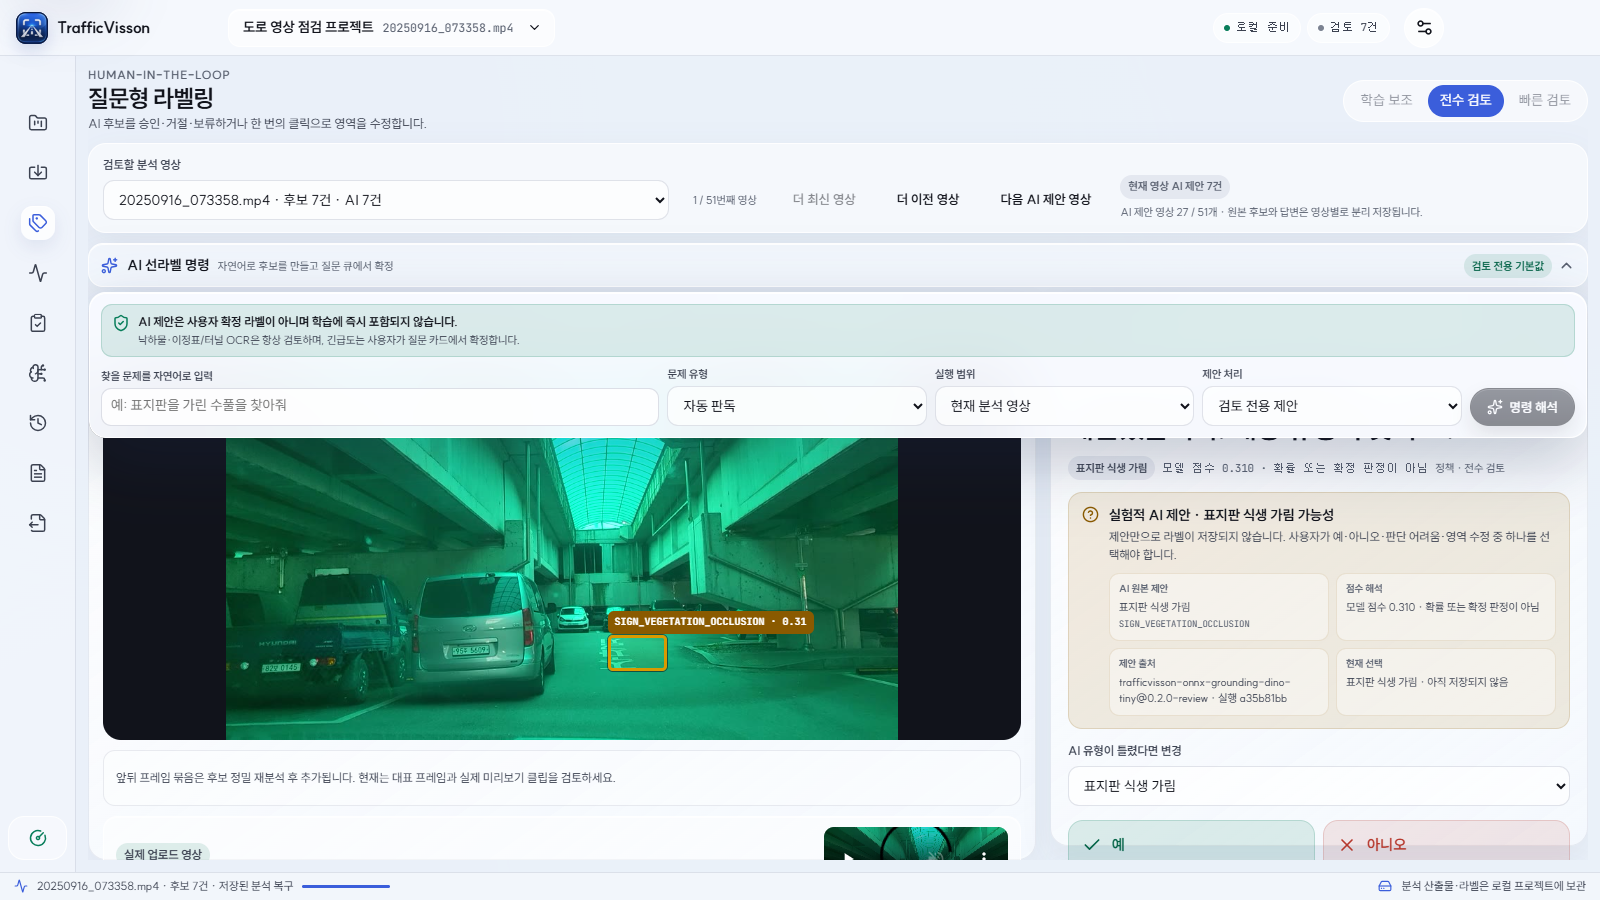 TrafficVisson
도로 영상 점검 프로젝트 20250916_073358.mp4
로컬 준비
검토 7건
HUMAN-IN-THE-LOOP
질문형 라벨링
AI 후보를 승인·거절·보류하거나 한 번의 클릭으로 영역을 수정합니다.
학습 보조
전수 검토
빠른 검토
검토할 분석 영상
20250916_073358.mp4 · 후보 7건 · AI 7건
1 / 51번째 영상
더 최신 영상
더 이전 영상
다음 AI 제안 영상
현재 영상 AI 제안 7건
AI 제안 영상 27 / 51개 · 원본 후보와 답변은 영상별로 분리 저장됩니다.
AI 선라벨 명령 자연어로 후보를 만들고 질문 큐에서 확정
검토 전용 기본값
AI 제안은 사용자 확정 라벨이 아니며 학습에 즉시 포함되지 않습니다.
낙하물·이정표/터널 OCR은 항상 검토하며, 긴급도는 사용자가 질문 카드에서 확정합니다.
찾을 문제를 자연어로 입력
예: 표지판을 가린 수풀을 찾아줘
문제 유형
자동 판독
실행 범위
현재 분석 영상
제안 처리
검토 전용 제안
명령 해석
SIGN_VEGETATION_OCCLUSION · 0.31
표지판 식생 가림 모델 점수 0.310 · 확률 또는 확정 판정이 아님 정책 · 전수 검토
실험적 AI 제안 · 표지판 식생 가림 가능성
제안만으로 라벨이 저장되지 않습니다. 사용자가 예·아니오·판단 어려움·영역 수정 중 하나를 선
택해야 합니다.
AI 원본 제안
표지판 식생 가림
SIGN_VEGETATION_OCCLUSION
점수 해석
모델 점수 0.310 · 확률 또는 확정 판정이 아님
제안 출처
trafficvisson-onnx-grounding-dino-
tiny@0.2.0-review · 실행 a35b81bb
현재 선택
표지판 식생 가림 · 아직 저장되지 않음
AI 유형이 틀렸다면 변경
표지판 식생 가림
예
아니오
앞뒤 프레임 묶음은 후보 정밀 재분석 후 추가됩니다. 현재는 대표 프레임과 실제 미리보기 클립을 검토하세요.
실제 업로드 영상
20250916_073358.mp4 · 후보 7건 · 저장된 분석 복구
분석 산출물·라벨은 로컬 프로젝트에 보관